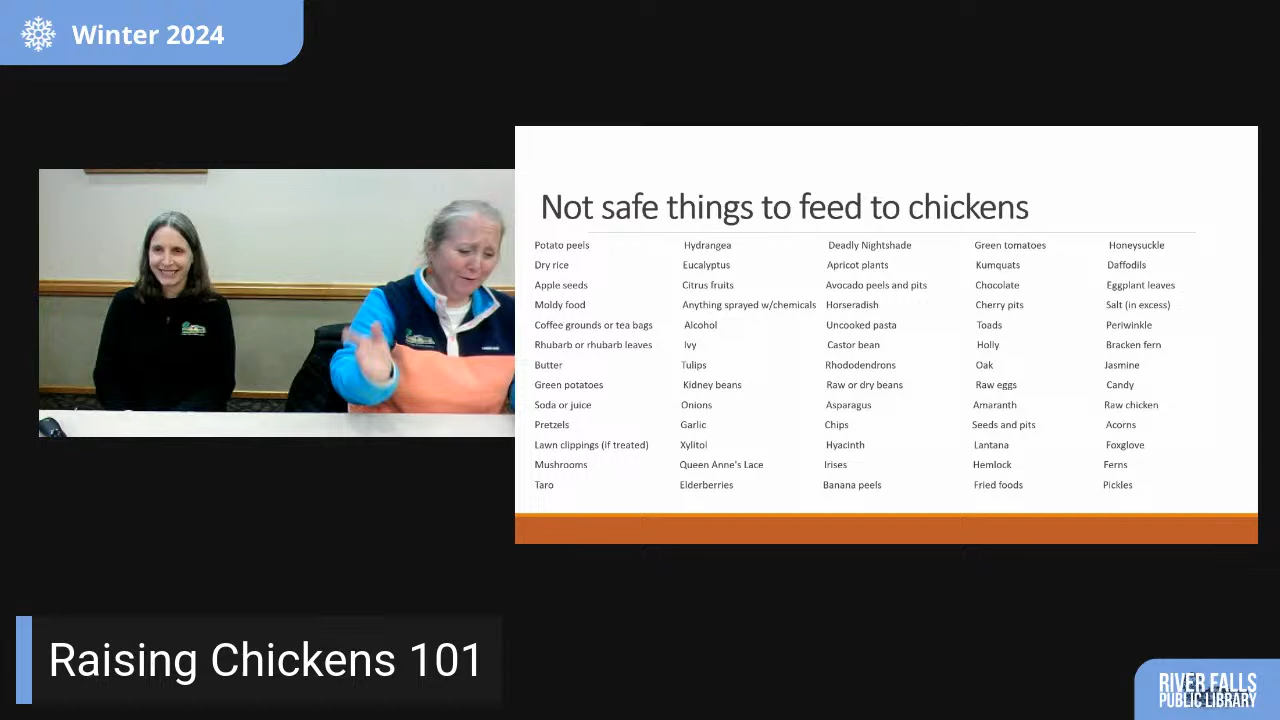 Winter 2024
Not safe things to feed to chickens
Potato peels Hydrangea Deadly Nightshade Green tomatoes Honeysuckle
Dry rice Eucalyptus Apricot plants Kumquats Daffodils
Apple seeds Citrus fruits Avocado peels and pits Chocolate Eggplant leaves
Moldy food Anything sprayed w/chemicals Horseradish Cherry pits Salt (in excess)
Coffee grounds or tea bags Alcohol Uncooked pasta Toads Periwinkle
Rhubarb or rhubarb leaves Ivy Castor bean Holly Bracken fern
Butter Tulips Rhododendrons Oak Jasmine
Green potatoes Kidney beans Raw or dry beans Raw eggs Candy
Soda or juice Onions Asparagus Amaranth Raw chicken
Pretzels Garlic Chips Seeds and pits Acorns
Lawn clippings (if treated) Xylitol Hyacinth Lantana Foxglove
Mushrooms Queen Anne's Lace Irises Hemlock Ferns
Taro Elderberries Banana peels Fried foods Pickles
Raising Chickens 101
RIVER FALLS
PUBLIC LIBRARY